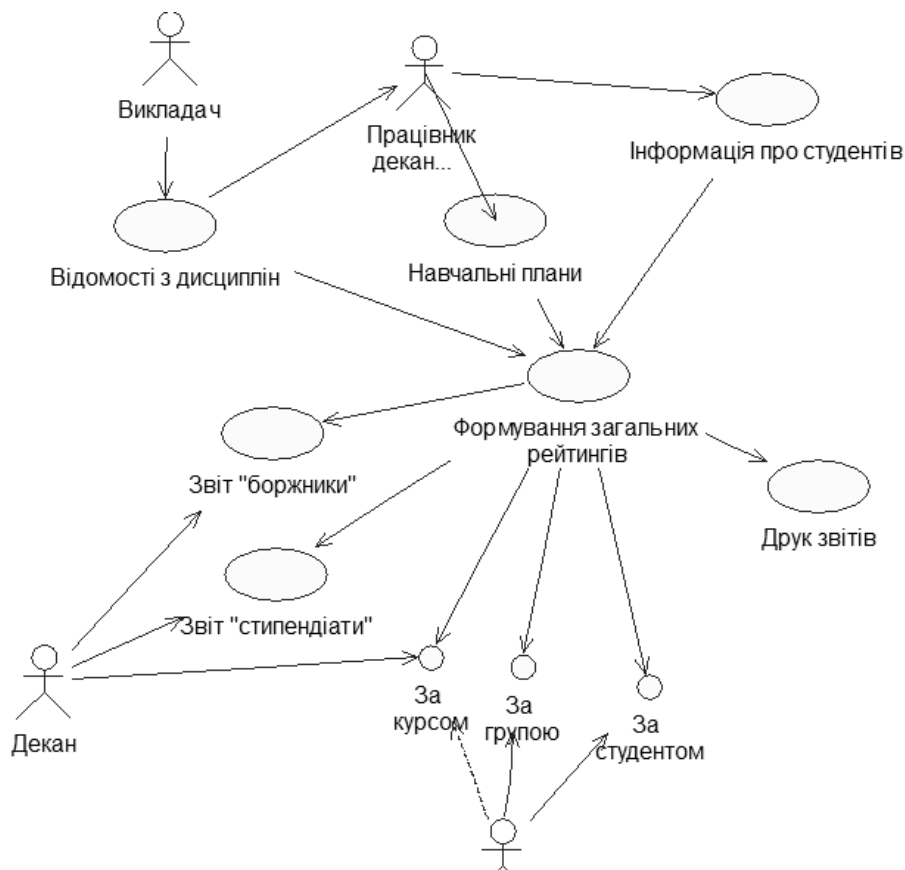 Викладач
Працівник
декан...
Інформація про студентів
Відомості з дисциплін
Навчальні плани
Формування загальних
рейтингів
Звіт "боржники"
Друк звітів
Звіт "стипендіати"
Декан
За
курсом
За
групою
За
студентом